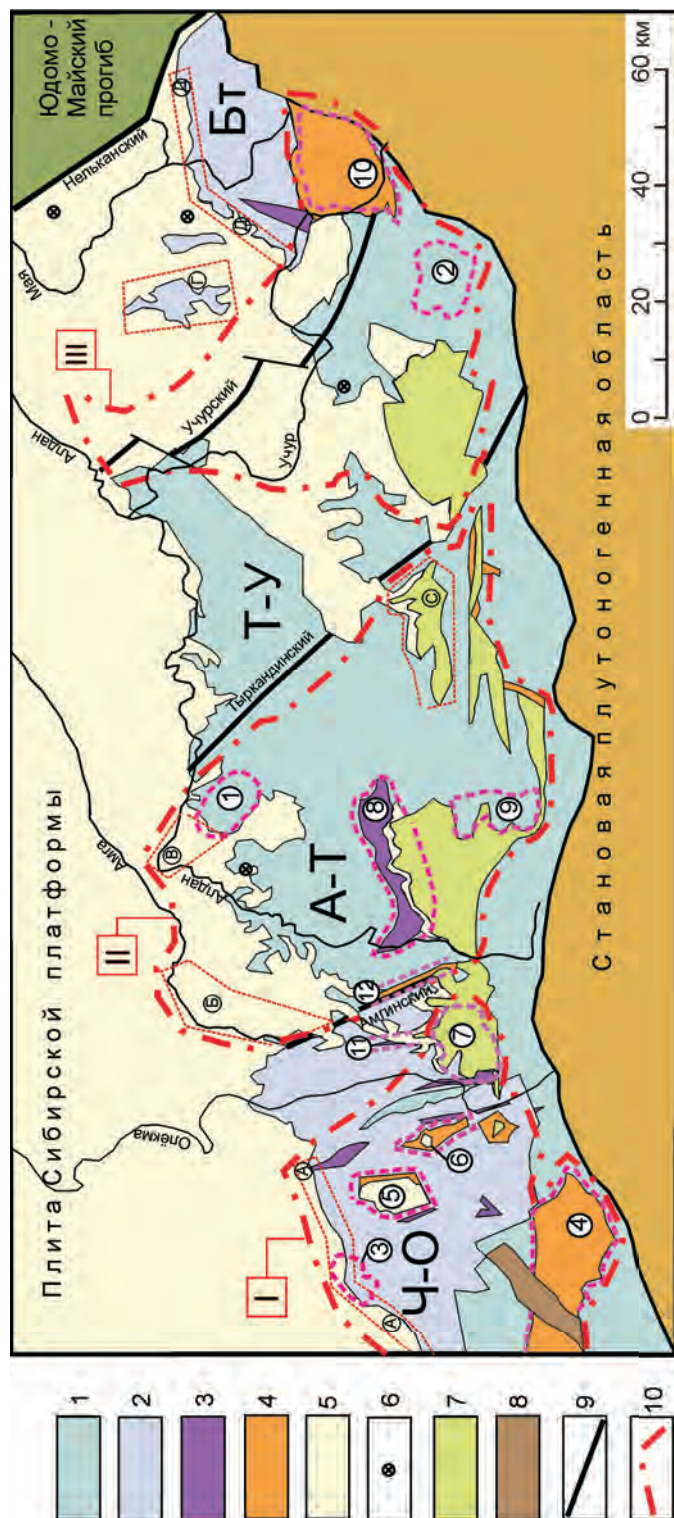 Плита Сибирской платформы
Юдомо -
Майский
прогиб
Становая плутоногенная область
I
II
III
Ч-О
А-Т
Т-У
Бт
Олёкма
Амга
Алдан
Алдан
Мая
Учур
Учурский
Нельканский
Тыркандинский
Амгинский
А
А
Б
В
Г
Д
Д
С
1
2
3
4
5
6
7
8
9
10
11
12
0 20 40 60 км
1
2
3
4
5
6
7
8
9
10